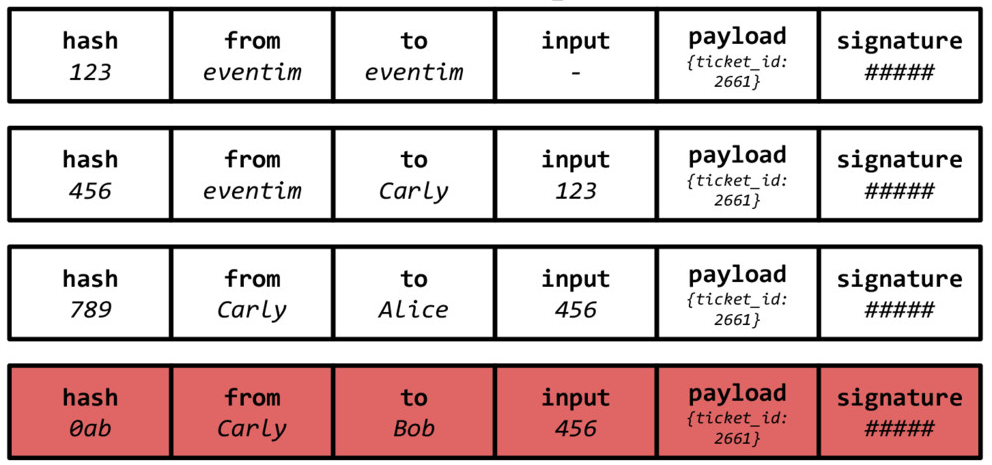 hash from to input payload signature
123 eventim eventim - {ticket_id: #####
2661}
hash from to input payload signature
456 eventim Carly 123 {ticket_id: #####
2661}
hash from to input payload signature
789 Carly Alice 456 {ticket_id: #####
2661}
hash from to input payload signature
0ab Carly Bob 456 {ticket_id: #####
2661}